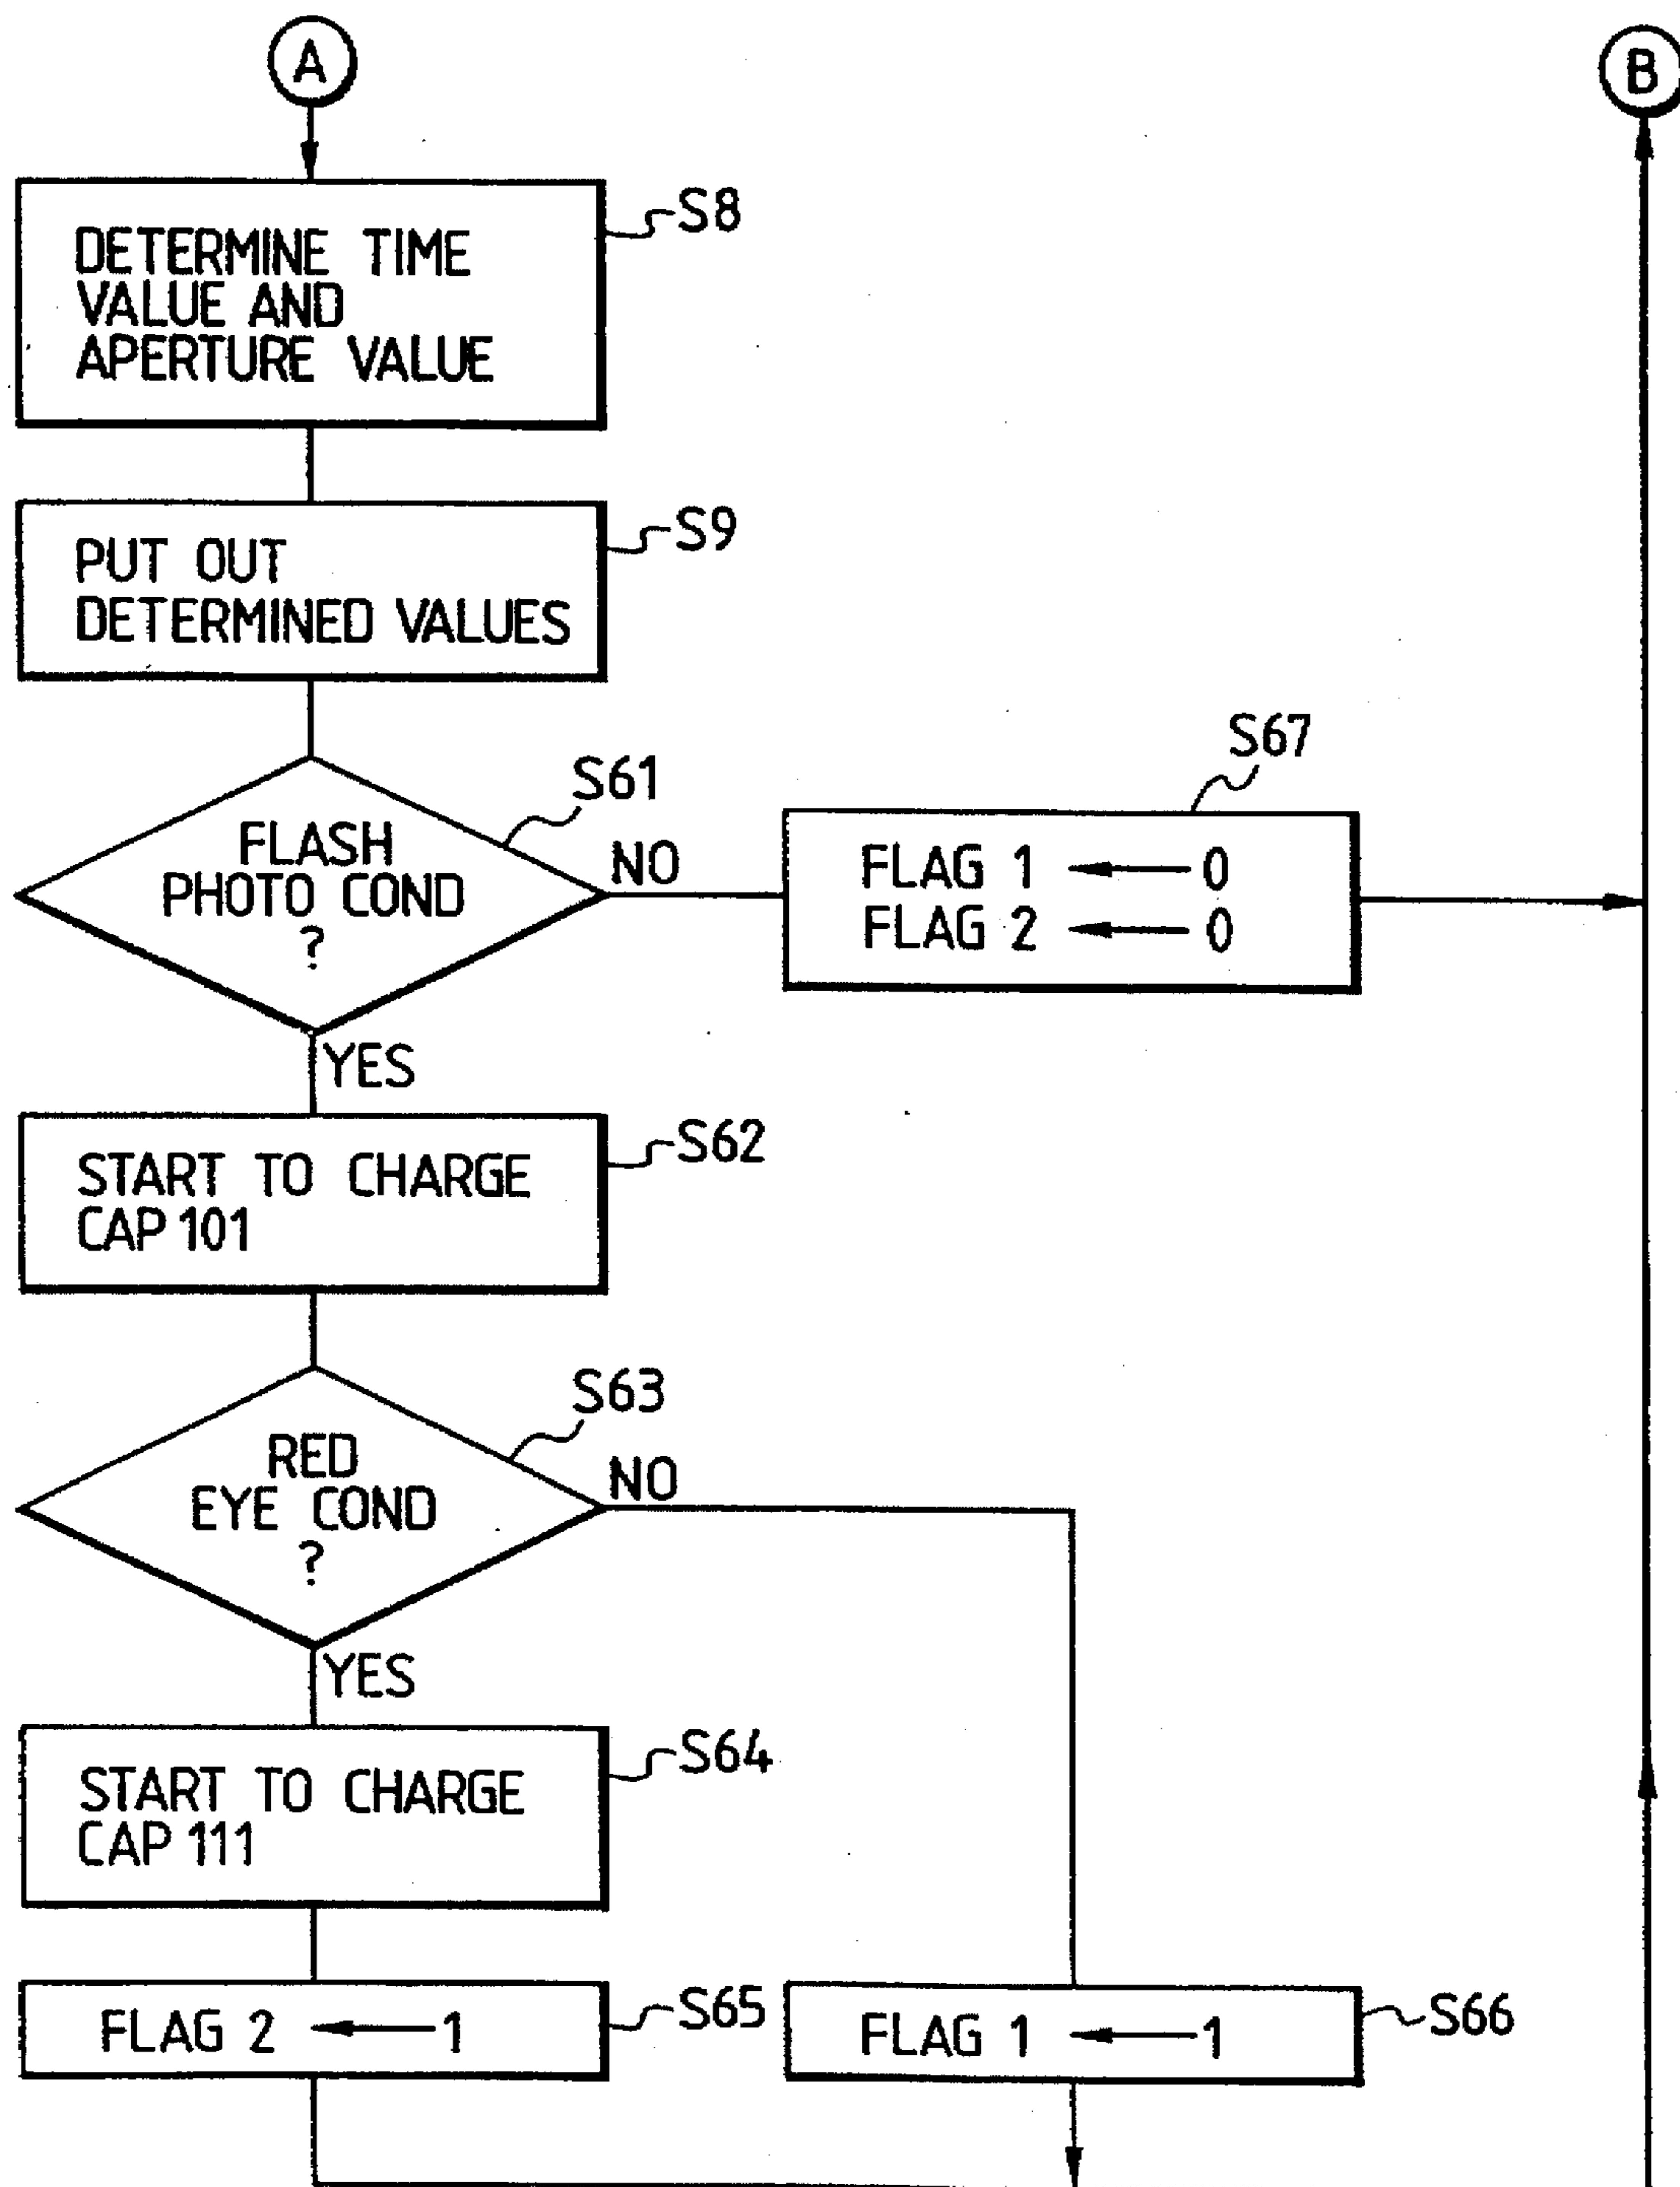 A
B
S8
DETERMINE TIME
VALUE AND
APERTURE VALUE
S9
PUT OUT
DETERMINED VALUES
S61
FLASH
PHOTO COND
?
NO
S67
FLAG 1 ← 0
FLAG 2 ← 0
YES
S62
START TO CHARGE
CAP 101
S63
RED
EYE COND
?
NO
YES
S64
START TO CHARGE
CAP 111
S65
FLAG 2 ← 1
S66
FLAG 1 ← 1